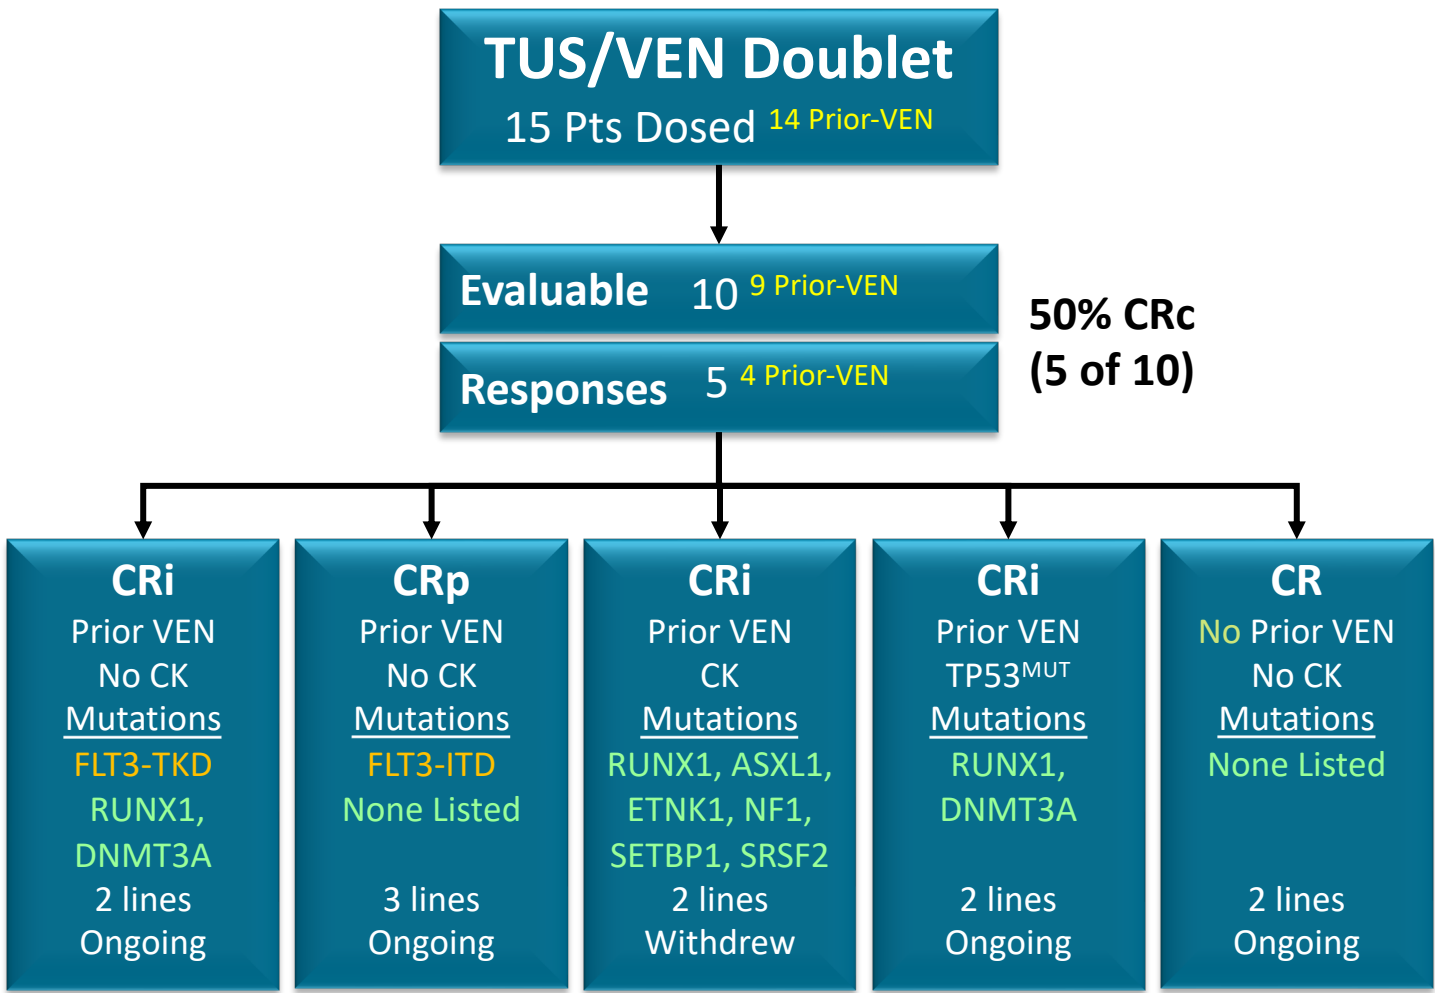 TUS/VEN Doublet
15 Pts Dosed 14 Prior-VEN
Evaluable 10 9 Prior-VEN
Responses 5 4 Prior-VEN
50% CRc
(5 of 10)
CRi
Prior VEN
No CK
Mutations
FLT3-TKD
RUNX1,
DNMT3A
2 lines
Ongoing
CRp
Prior VEN
No CK
Mutations
FLT3-ITD
None Listed
3 lines
Ongoing
CRi
Prior VEN
CK
Mutations
RUNX1, ASXL1,
ETNK1, NF1,
SETBP1, SRSF2
2 lines
Withdrew
CRi
Prior VEN
TP53MUT
Mutations
RUNX1,
DNMT3A
2 lines
Ongoing
CR
No Prior VEN
No CK
Mutations
None Listed
2 lines
Ongoing